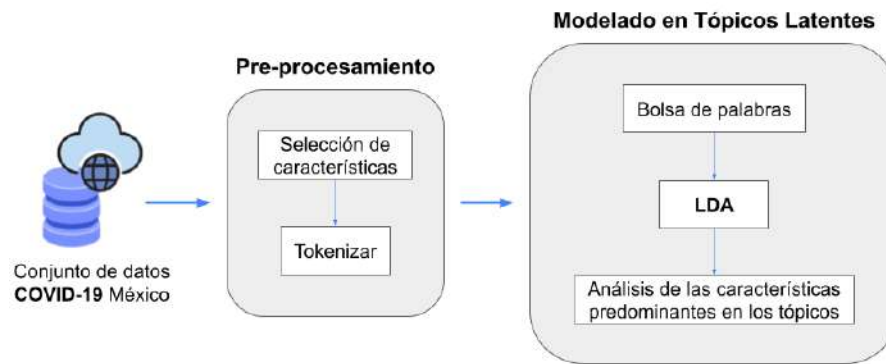 Modelado en Tópicos Latentes
Pre-procesamiento
Conjunto de datos
COVID-19 México
Selección de
características
Tokenizar
Bolsa de palabras
LDA
Análisis de las características
predominantes en los tópicos